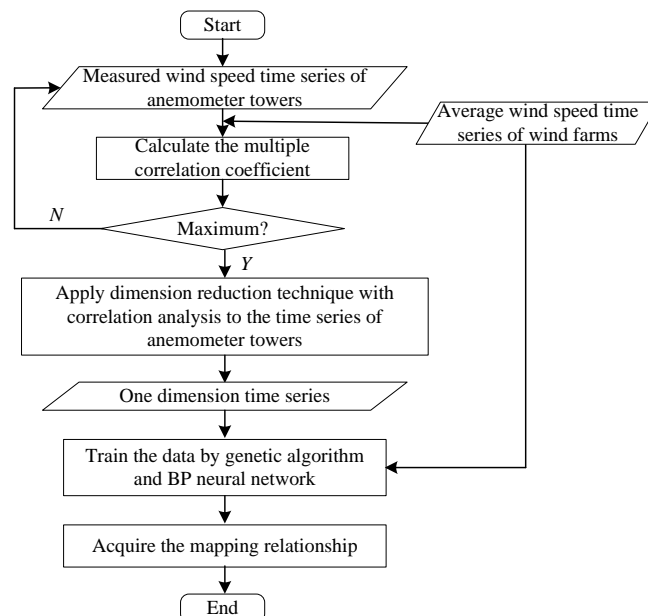 Start
Measured wind speed time series of
anemometer towers
Average wind speed time
series of wind farms
Calculate the multiple
correlation coefficient
N
Maximum?
Y
Apply dimension reduction technique with
correlation analysis to the time series of
anemometer towers
One dimension time series
Train the data by genetic algorithm
and BP neural network
Acquire the mapping relationship
End